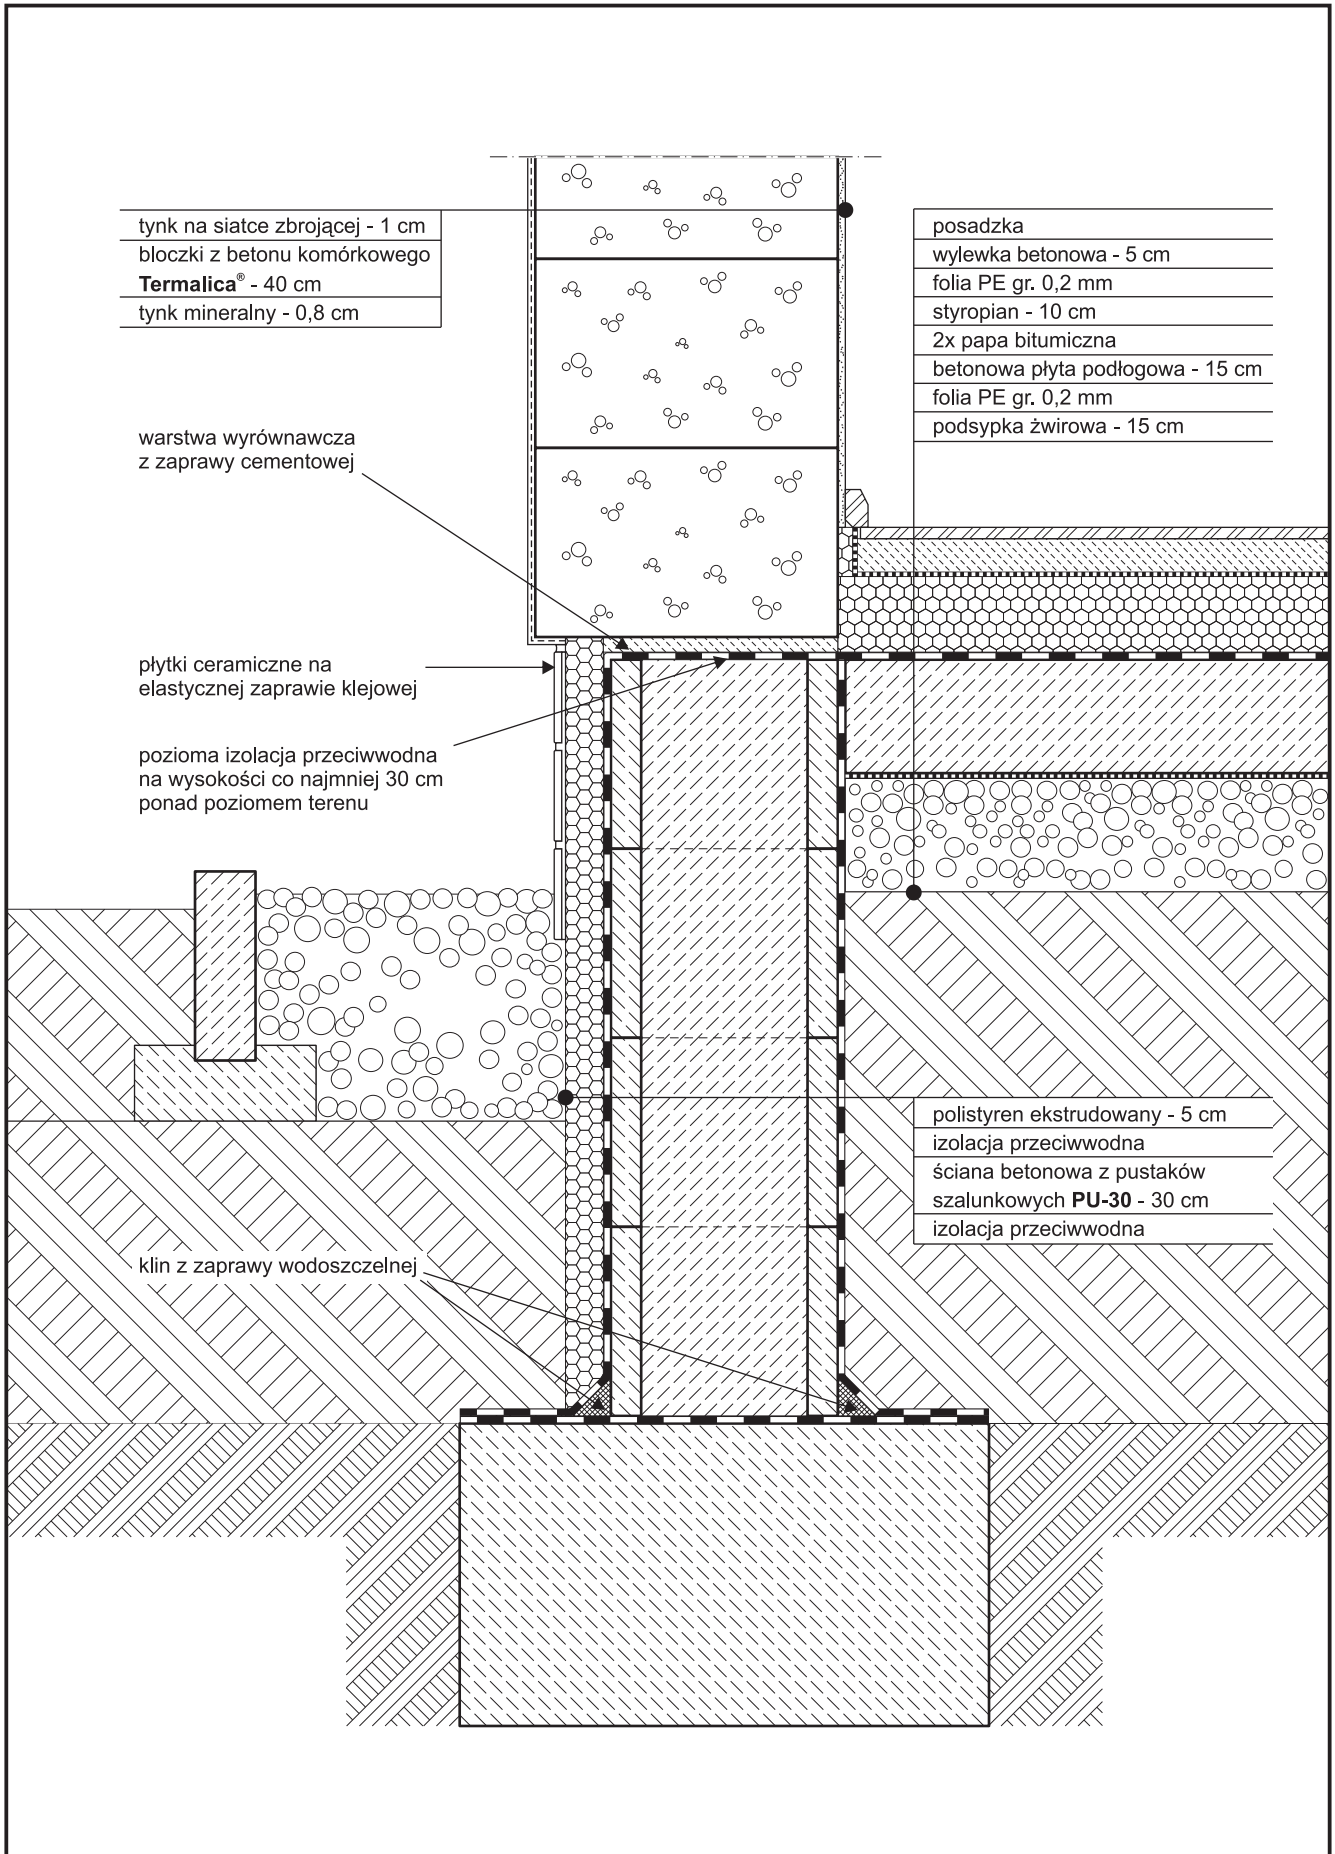 tynk na siatce zbrojącej - 1 cm
bloczki z betonu komórkowego
Termalica® - 40 cm
tynk mineralny - 0,8 cm
posadzka
wylewka betonowa - 5 cm
folia PE gr. 0,2 mm
styropian - 10 cm
2x papa bitumiczna
betonowa płyta podłogowa - 15 cm
folia PE gr. 0,2 mm
podsypka żwirowa - 15 cm
warstwa wyrównawcza
z zaprawy cementowej
płytki ceramiczne na
elastycznej zaprawie klejowej
pozioma izolacja przeciwwodna
na wysokości co najmniej 30 cm
ponad poziomem terenu
polistyren ekstrudowany - 5 cm
izolacja przeciwwodna
ściana betonowa z pustaków
szalunkowych PU-30 - 30 cm
izolacja przeciwwodna
klin z zaprawy wodoszczelnej